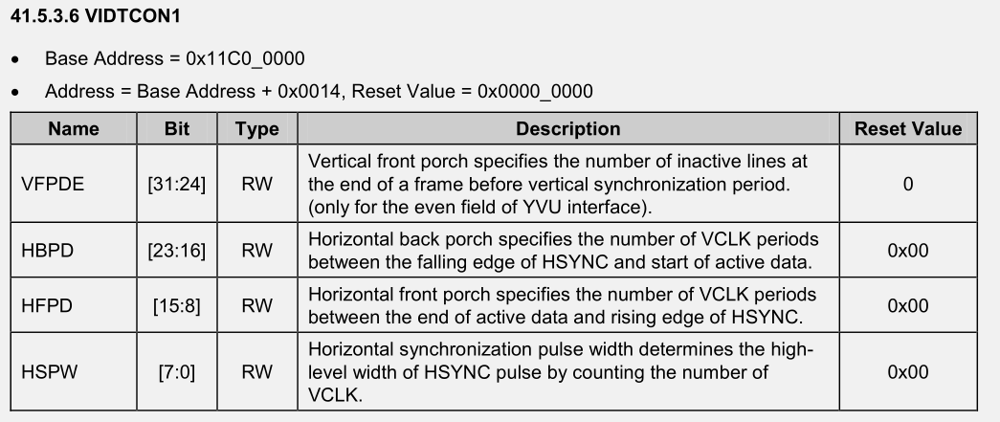 41.5.3.6 VIDTCON1
• Base Address = 0x11C0_0000
• Address = Base Address + 0x0014, Reset Value = 0x0000_0000
Name Bit Type Description Reset Value
VFPDE [31:24] RW Vertical front porch specifies the number of inactive lines at
the end of a frame before vertical synchronization period.
(only for the even field of YVU interface). 0
HBPD [23:16] RW Horizontal back porch specifies the number of VCLK periods
between the falling edge of HSYNC and start of active data. 0x00
HFPD [15:8] RW Horizontal front porch specifies the number of VCLK periods
between the end of active data and rising edge of HSYNC. 0x00
HSPW [7:0] RW Horizontal synchronization pulse width determines the high-
level width of HSYNC pulse by counting the number of
VCLK. 0x00